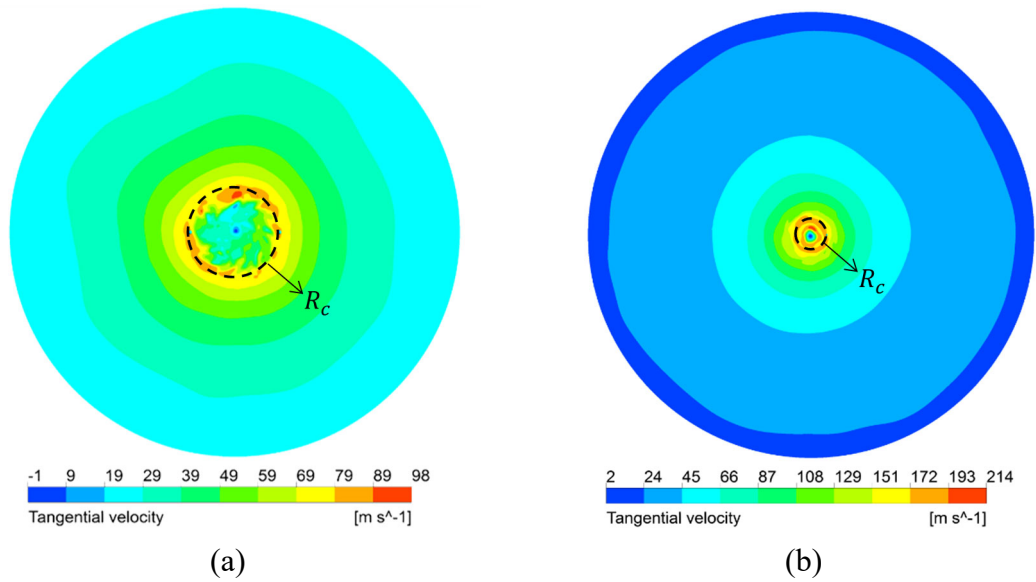 R_c
-1 9 19 29 39 49 59 69 79 89 98
Tangential velocity [m s^-1]
(a)
R_c
2 24 45 66 87 108 129 151 172 193 214
Tangential velocity [m s^-1]
(b)